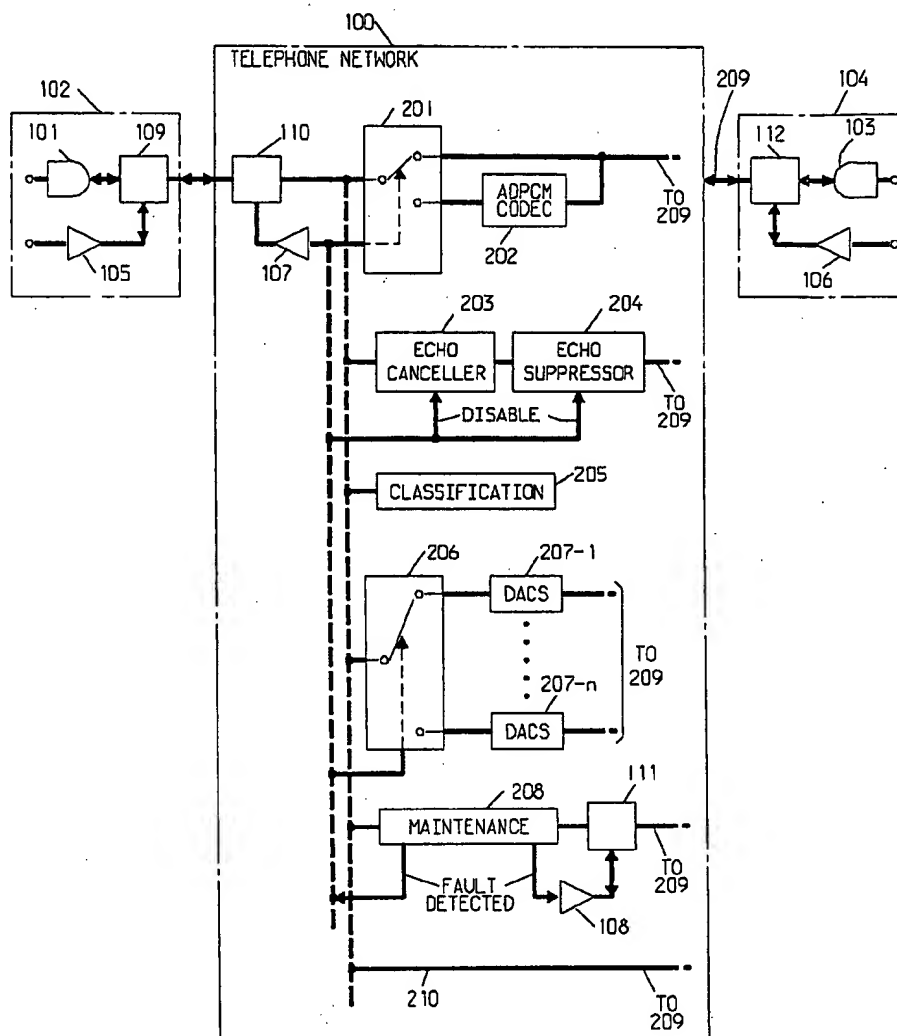 100
TELEPHONE NETWORK
102
101
109
105
110
107
201
ADPCM
CODEC
202
TO
209
209
104
112
103
106
203
204
ECHO
CANCELLER
ECHO
SUPPRESSOR
TO
209
DISABLE
205
CLASSIFICATION
206
207-1
DACS
207-n
DACS
TO
209
208
MAINTENANCE
111
TO
209
FAULT
DETECTED
108
210
TO
209